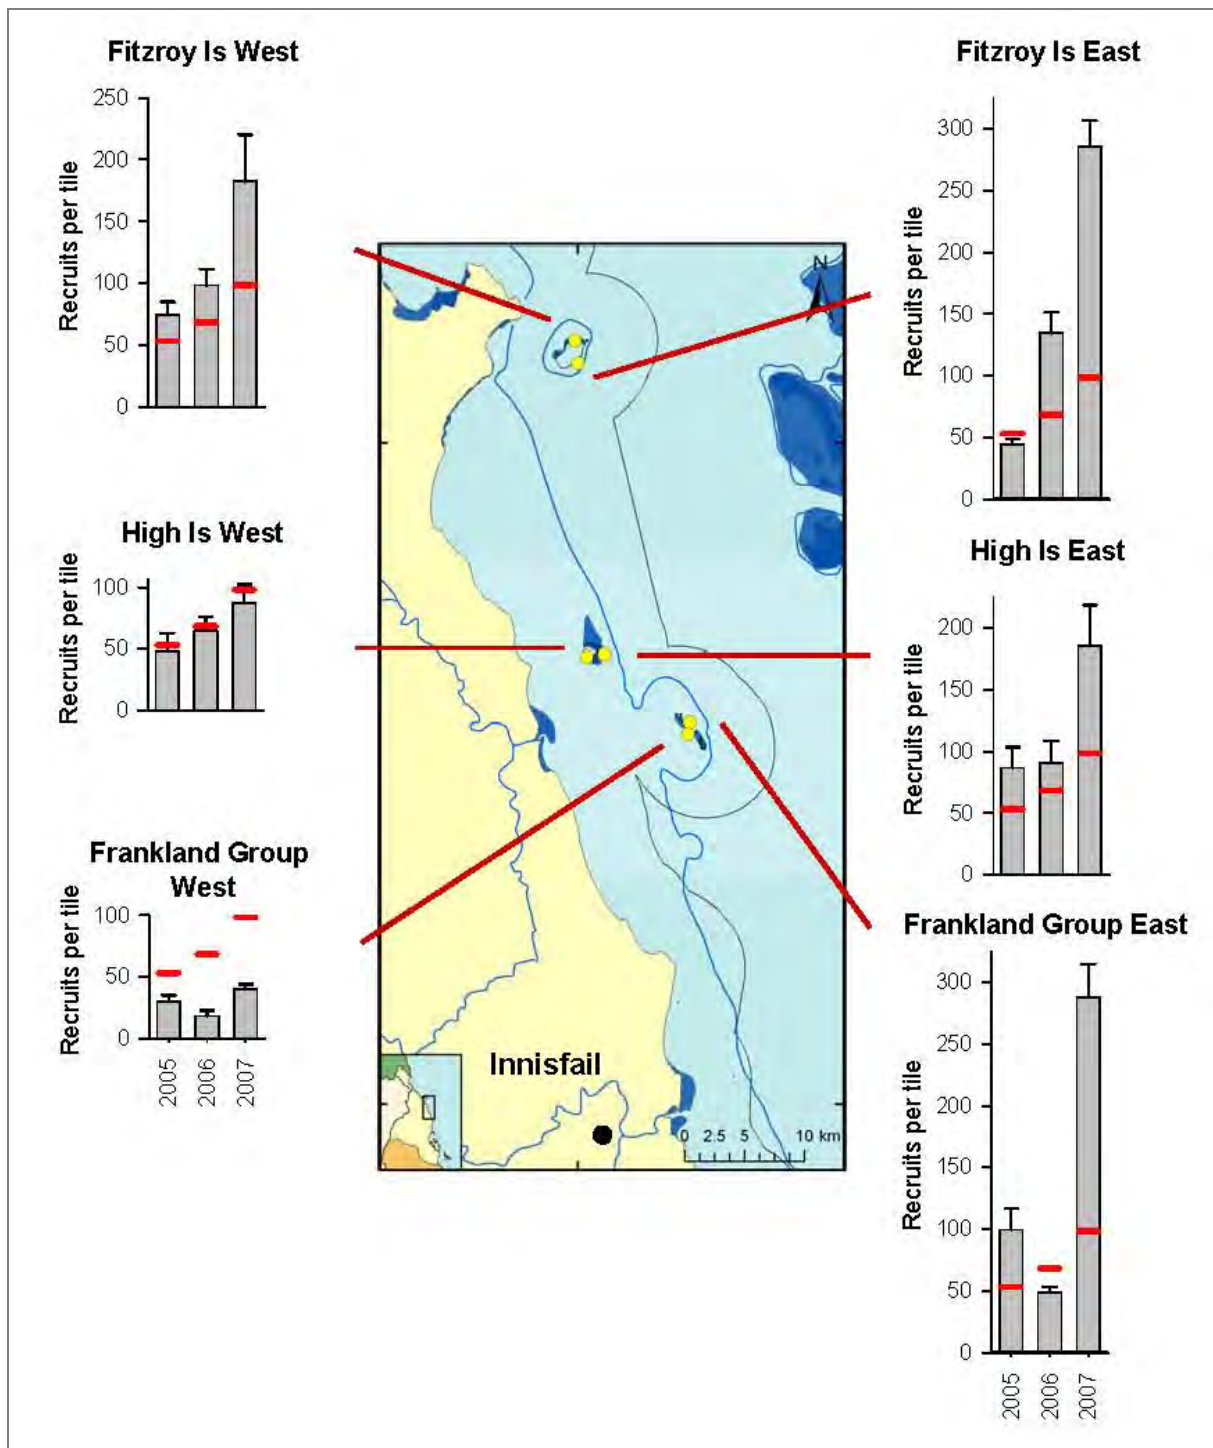 Fitzroy Is West
Recruits per tile
250
200
150
100
50
0
High Is West
Recruits per tile
100
50
0
Frankland Group
West
Recruits per tile
100
50
0
2005
2006
2007
N
Innisfail
0 2.5 5 10 km
Fitzroy Is East
Recruits per tile
300
250
200
150
100
50
0
High Is East
Recruits per tile
200
150
100
50
0
Frankland Group East
Recruits per tile
300
250
200
150
100
50
0
2005
2006
2007